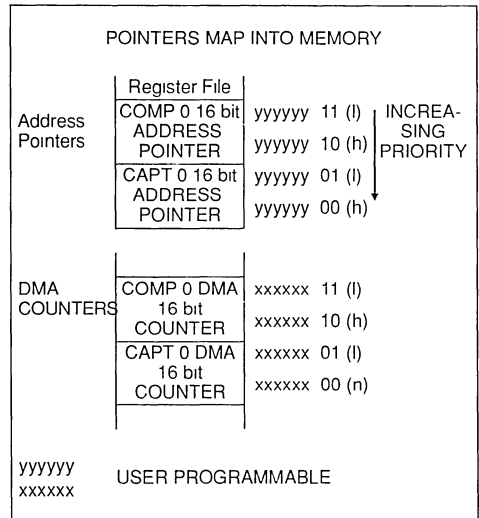 POINTERS MAP INTO MEMORY
Register File
Address
Pointers
COMP 0 16 bit
ADDRESS
POINTER
yyyyyy 11 (l)
yyyyyy 10 (h)
CAPT 0 16 bit
ADDRESS
POINTER
yyyyyy 01 (l)
yyyyyy 00 (h)
INCREA-
SING
PRIORITY
DMA
COUNTERS
COMP 0 DMA
16 bit
COUNTER
xxxxxx 11 (l)
xxxxxx 10 (h)
CAPT 0 DMA
16 bit
COUNTER
xxxxxx 01 (l)
xxxxxx 00 (n)
yyyyyy
xxxxxx
USER PROGRAMMABLE